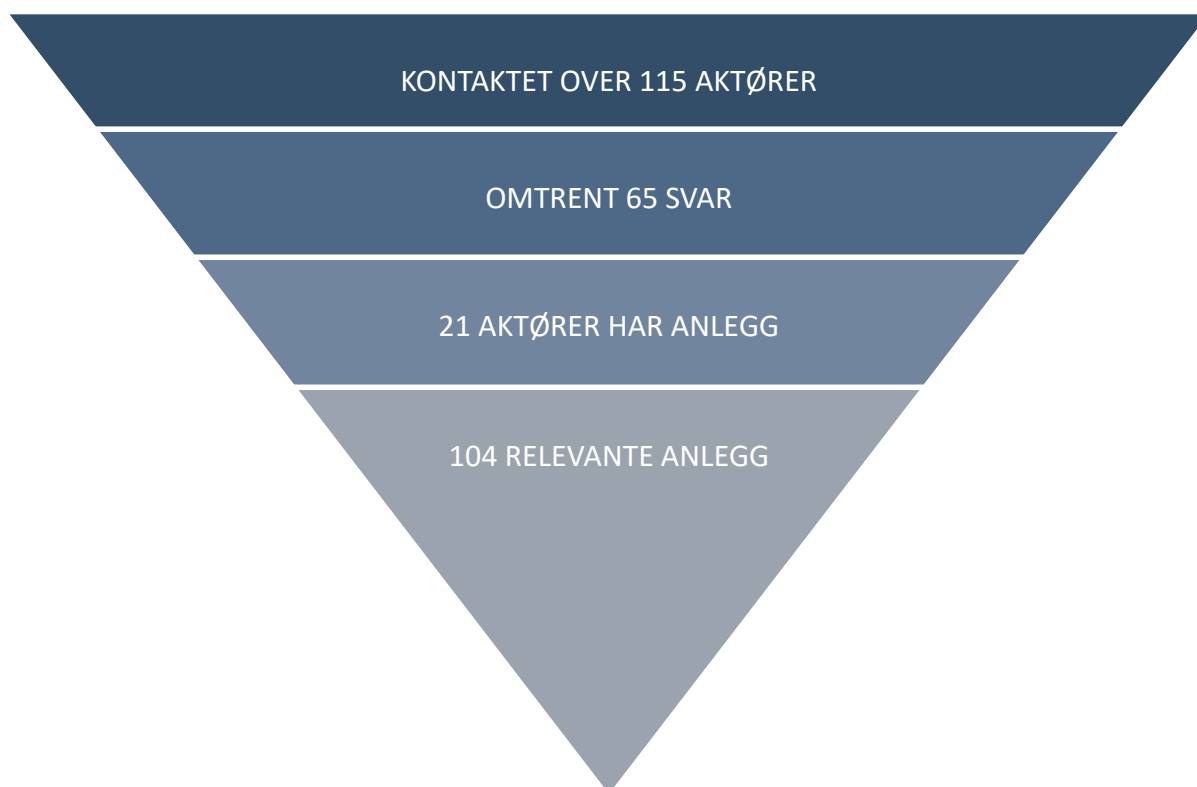 KONTAKTET OVER 115 AKTØRER
OMTRENT 65 SVAR
21 AKTØRER HAR ANLEGG
104 RELEVANTE ANLEGG